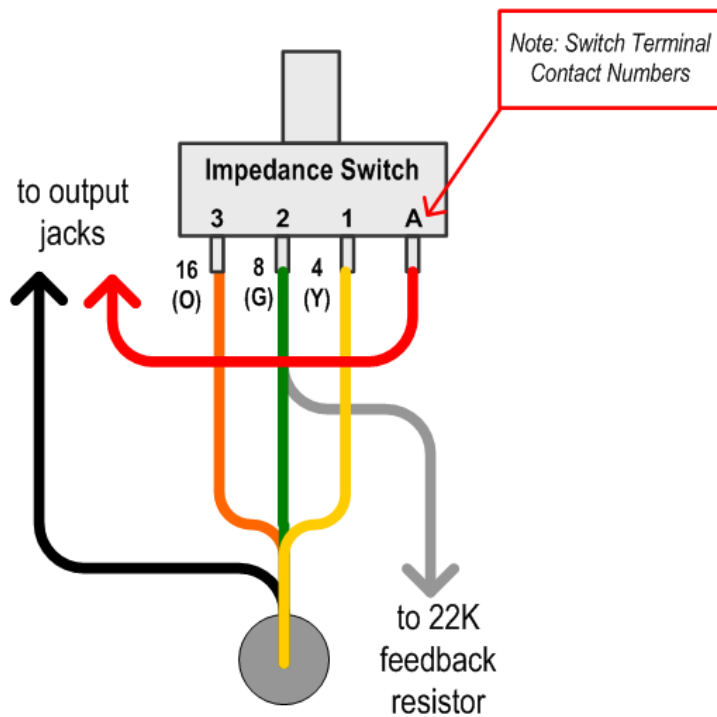 Note: Switch Terminal
Contact Numbers
Impedance Switch
3 2 1 A
to output
jacks
16 8 4
(O) (G) (Y)
to 22K
feedback
resistor